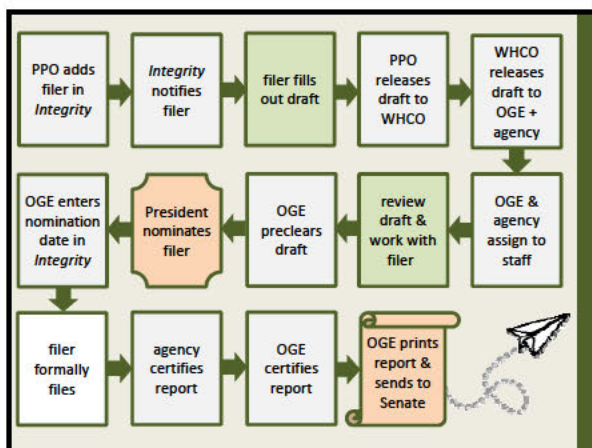 PPO adds
filer in
Integrity
Integrity
notifies
filer
filer fills
out draft
PPO
releases
draft to
WHCO
WHCO
releases
draft to
OGE +
agency
OGE enters
nomination
date in
Integrity
President
nominates
filer
OGE
preclears
draft
review
draft &
work with
filer
OGE &
agency
assign to
staff
filer
formally
files
agency
certifies
report
OGE
certifies
report
OGE prints
report &
sends to
Senate